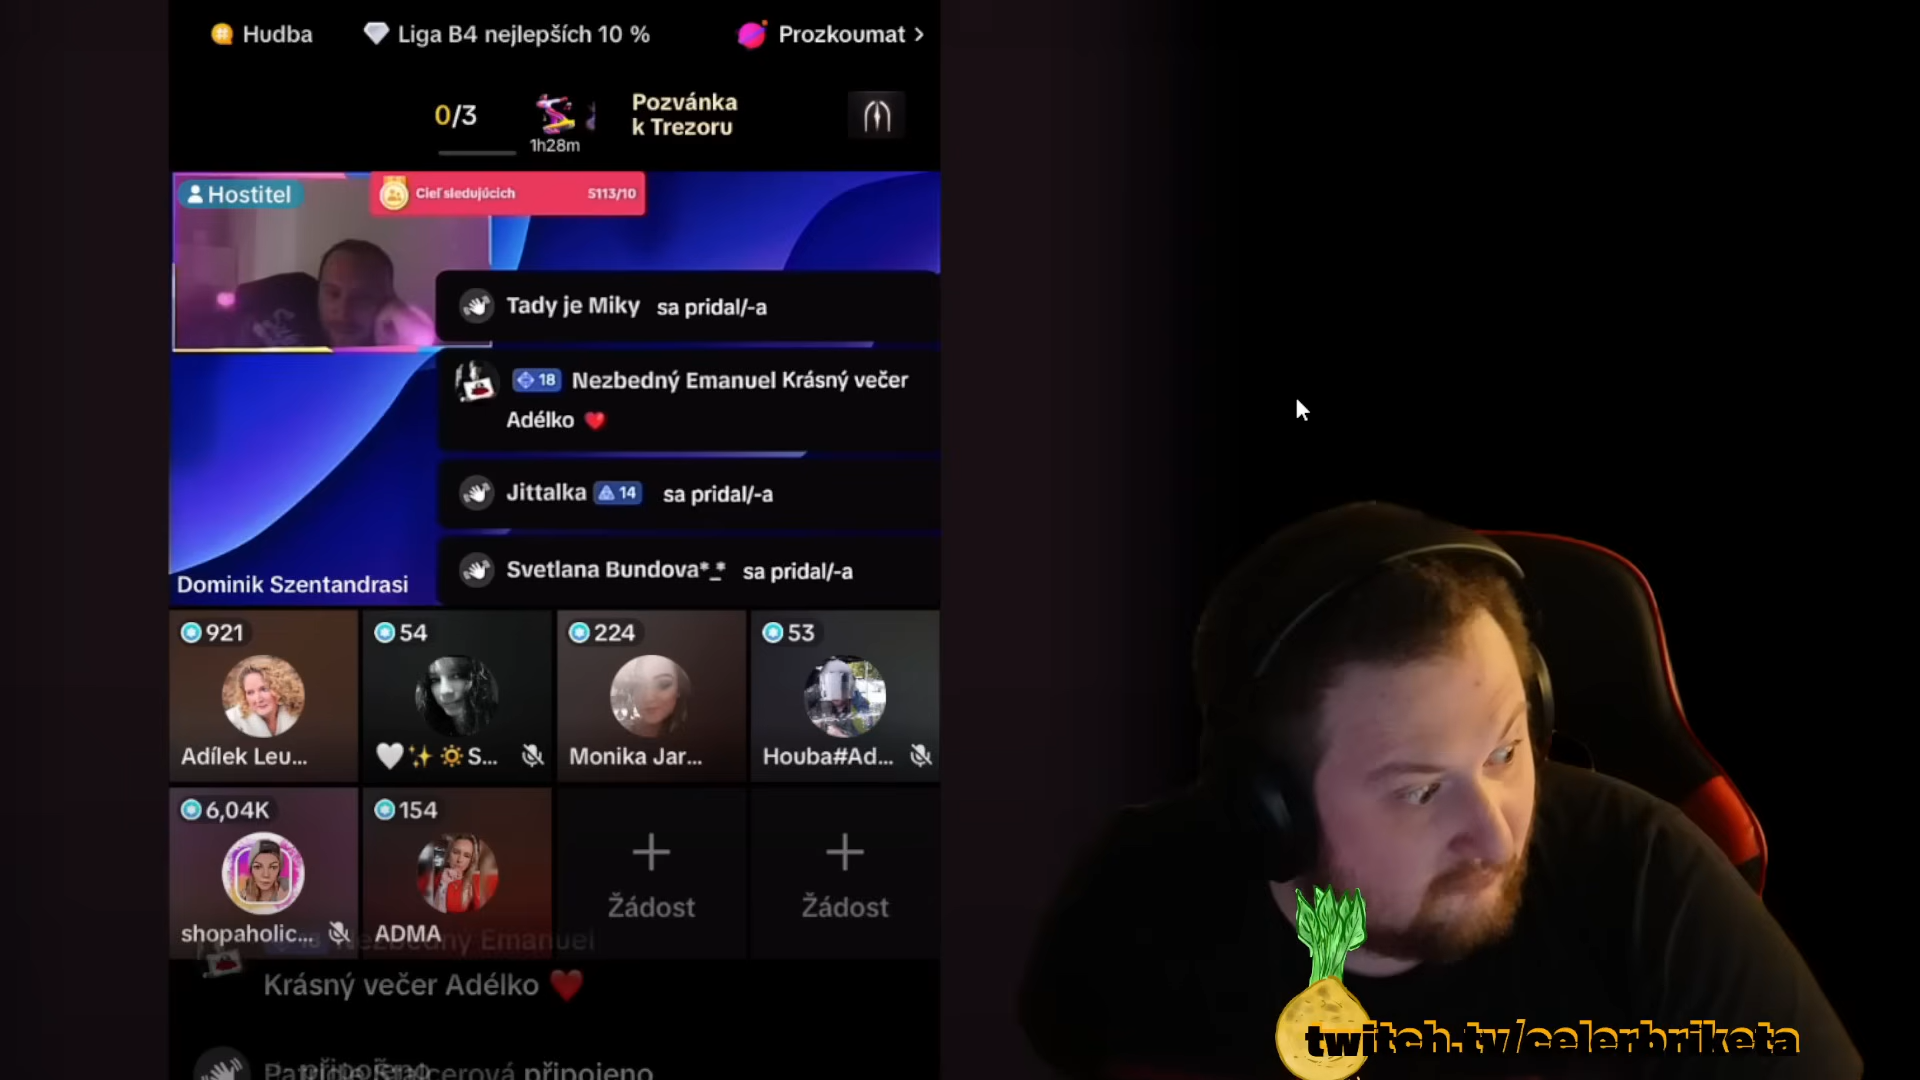 Hudba
Liga B4 nejlepších 10 %
Prozkoumat >
0/3
1h28m
Pozvánka
k Trezoru
Hostitel
Cieľ sledujúcich
5113/10
Tady je Miky sa pridal/-a
18 Nezbedný Emanuel Krásný večer
Adélko ❤️
Jittalka 14 sa pridal/-a
Svetlana Bundova*_* sa pridal/-a
Dominik Szentandrasi
921
54
224
53
Adílek Leu...
🤍✨🔅S...
Monika Jar...
Houba#Ad...
6,04K
154
Žádost
Žádost
shopaholic...
ADMA
Nezbedný Emanuel
Krásný večer Adélko ❤️
připojeno
twitch.tv/celerbriketa